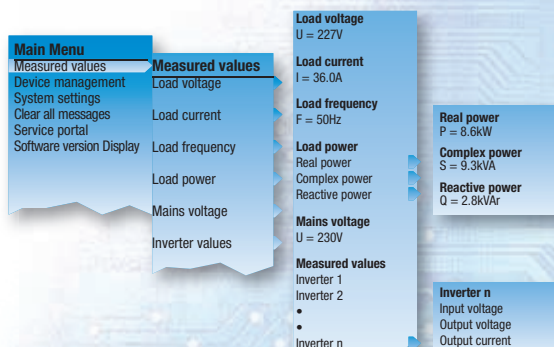 Main Menu
Measured values
Device management
System settings
Clear all messages
Service portal
Software version Display
Measured values
Load voltage
Load current
Load frequency
Load power
Mains voltage
Inverter values
Load voltage
U = 227V
Load current
I = 36.0A
Load frequency
F = 50Hz
Load power
Real power
Complex power
Reactive power
Mains voltage
U = 230V
Measured values
Inverter 1
Inverter 2
•
•
Inverter n
Real power
P = 8.6kW
Complex power
S = 9.3kVA
Reactive power
Q = 2.8kVAr
Inverter n
Input voltage
Output voltage
Output current